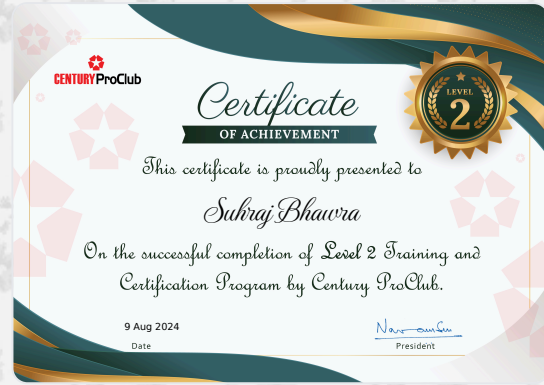 CENTURY ProClub
Certificate
OF ACHIEVEMENT
LEVEL
2
This certificate is proudly presented to
Suhraj Bhawra
On the successful completion of Level 2 Training and
Certification Program by Century ProClub.
9 Aug 2024
Date
President